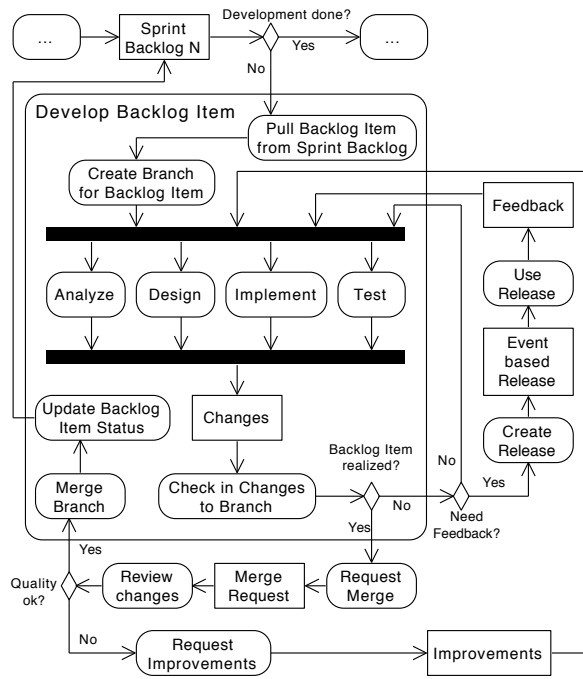 Development done?
...
Sprint
Backlog N
Yes
...
No
Develop Backlog Item
Pull Backlog Item
from Sprint Backlog
Create Branch
for Backlog Item
Feedback
Analyze
Design
Implement
Test
Use
Release
Event
based
Release
Update Backlog
Item Status
Changes
Create
Release
Backlog Item
realized?
No
Merge
Branch
Check in Changes
to Branch
No
Yes
Need
Feedback?
Yes
Yes
Quality
ok?
Review
changes
Merge
Request
Request
Merge
No
Request
Improvements
Improvements